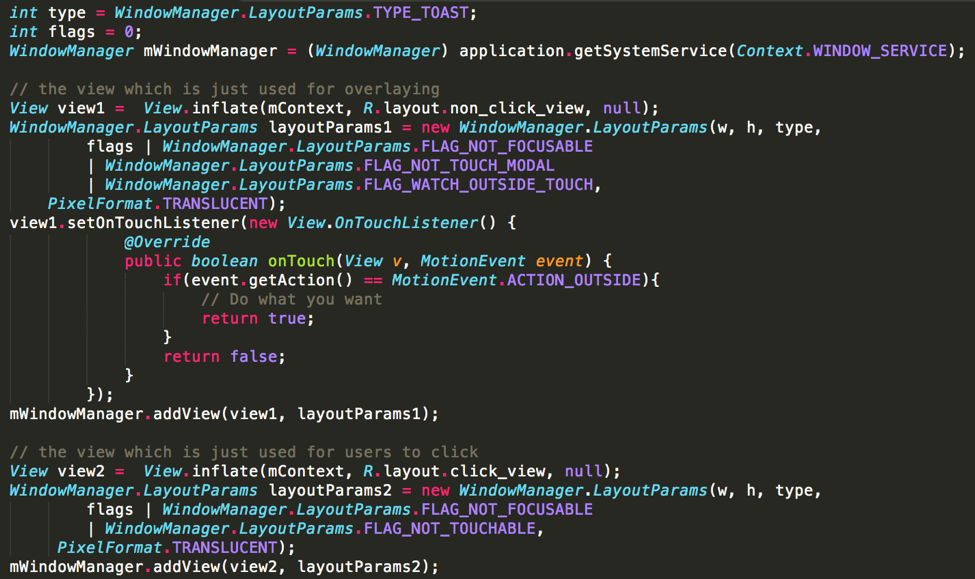 int type = WindowManager.LayoutParams.TYPE_TOAST;
int flags = 0;
WindowManager mWindowManager = (WindowManager) application.getSystemService(Context.WINDOW_SERVICE);

// the view which is just used for overlaying
View view1 =  View.inflate(mContext, R.layout.non_click_view, null);
WindowManager.LayoutParams layoutParams1 = new WindowManager.LayoutParams(w, h, type,
        flags | WindowManager.LayoutParams.FLAG_NOT_FOCUSABLE
        | WindowManager.LayoutParams.FLAG_NOT_TOUCH_MODAL
        | WindowManager.LayoutParams.FLAG_WATCH_OUTSIDE_TOUCH,
    PixelFormat.TRANSLUCENT);
view1.setOnTouchListener(new View.OnTouchListener() {
            @Override
            public boolean onTouch(View v, MotionEvent event) {
                if(event.getAction() == MotionEvent.ACTION_OUTSIDE){
                    // Do what you want
                    return true;
                }
                return false;
            }
        });
mWindowManager.addView(view1, layoutParams1);

// the view which is just used for users to click
View view2 =  View.inflate(mContext, R.layout.click_view, null);
WindowManager.LayoutParams layoutParams2 = new WindowManager.LayoutParams(w, h, type,
        flags | WindowManager.LayoutParams.FLAG_NOT_FOCUSABLE
        | WindowManager.LayoutParams.FLAG_NOT_TOUCHABLE,
     PixelFormat.TRANSLUCENT);
mWindowManager.addView(view2, layoutParams2);